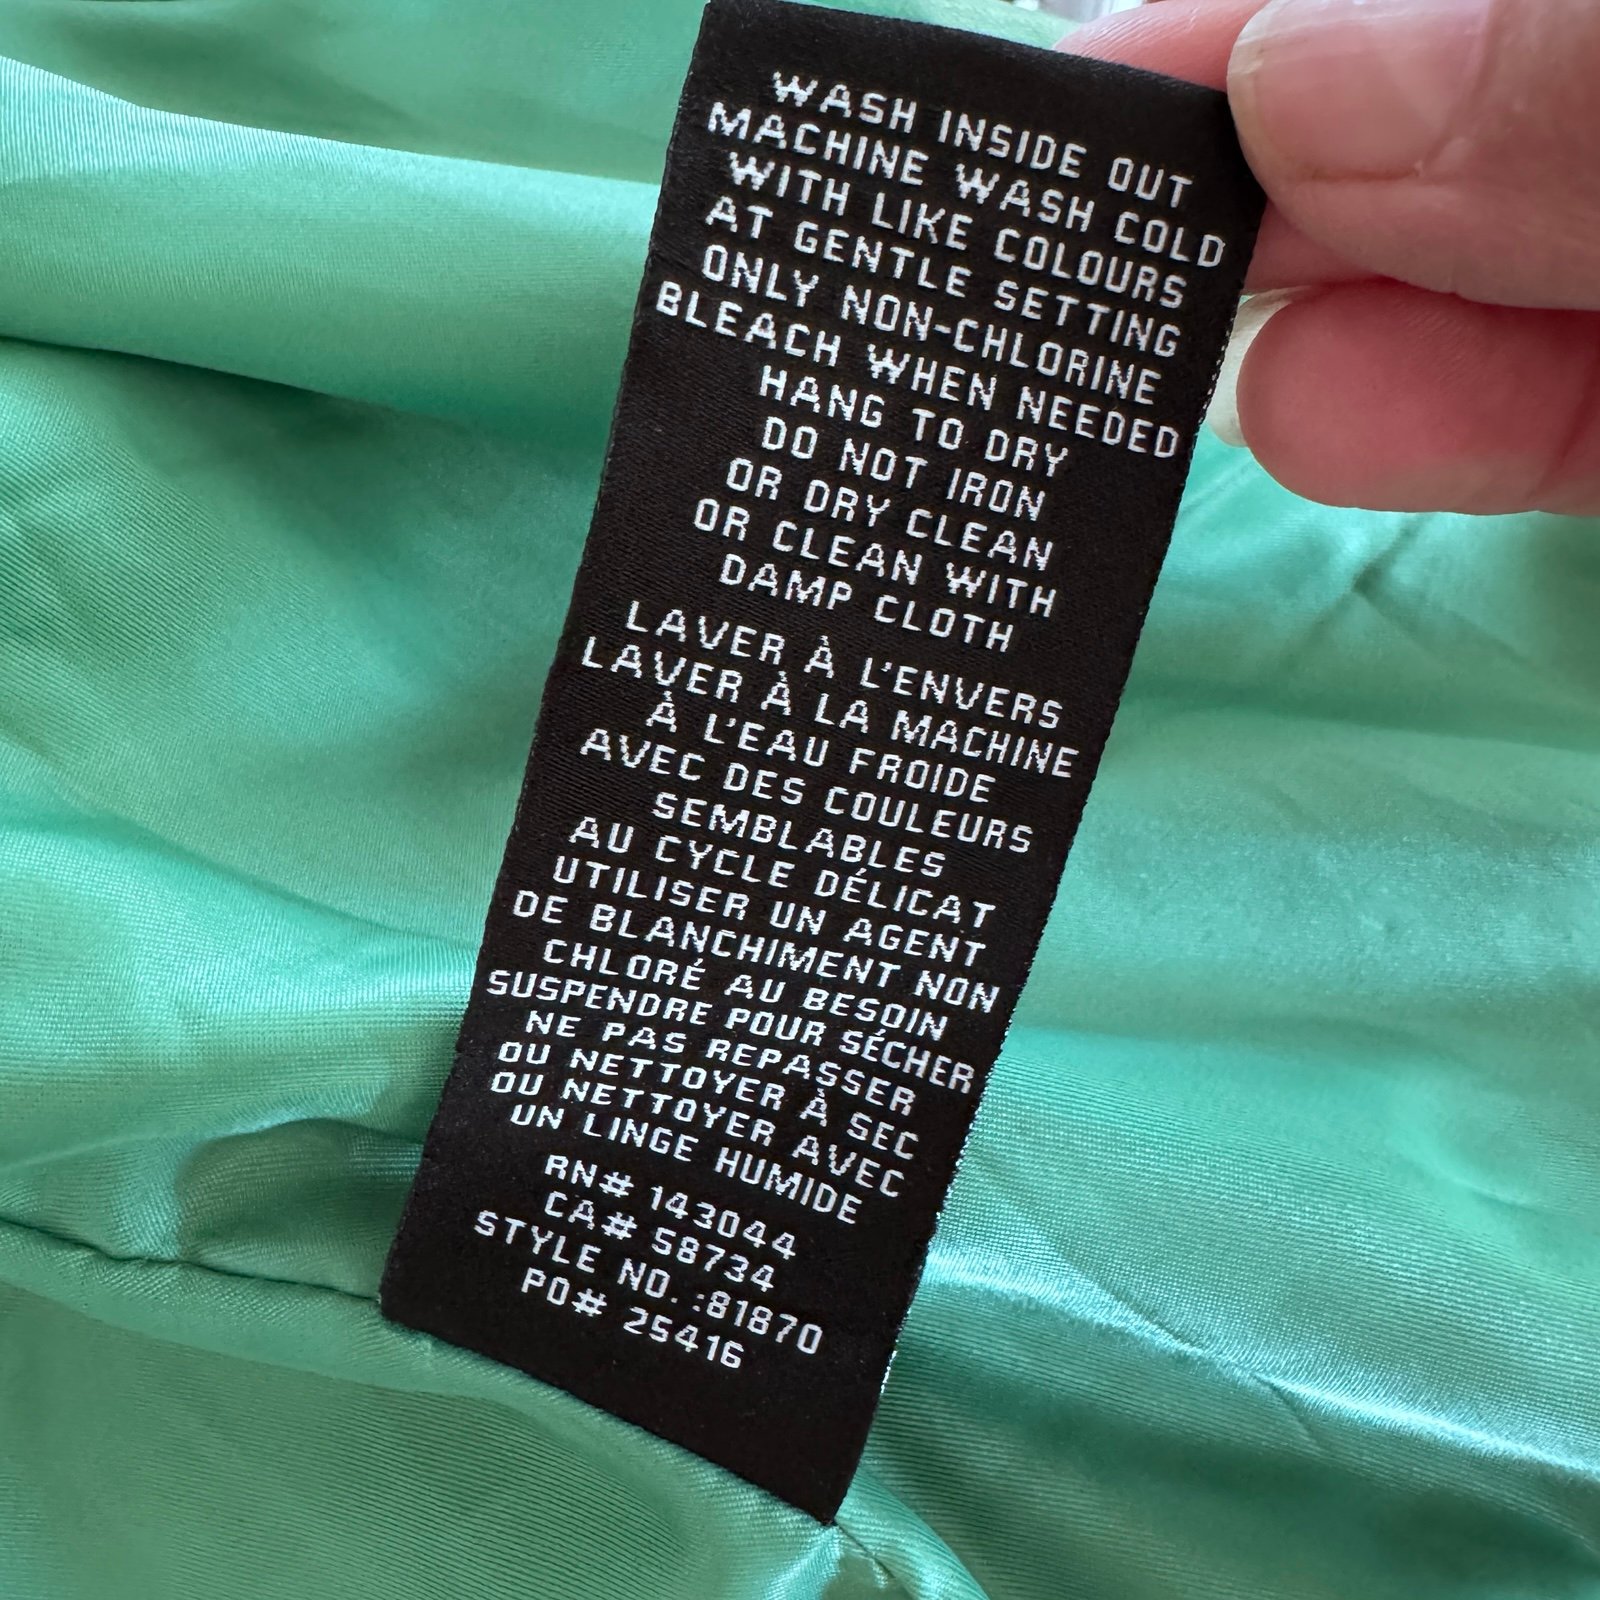 WASH INSIDE OUT
MACHINE WASH COLD
WITH LIKE COLOURS
AT GENTLE SETTING
ONLY NON-CHLORINE
BLEACH WHEN NEEDED
HANG TO DRY
DO NOT IRON
OR DRY CLEAN
OR CLEAN WITH
DAMP CLOTH
LAVER À L'ENVERS
LAVER À LA MACHINE
À L'EAU FROIDE
AVEC DES COULEURS
SEMBLABLES
AU CYCLE DÉLICAT
UTILISER UN AGENT
DE BLANCHIMENT NON
CHLORÉ AU BESOIN
SUSPENDRE POUR SÉCHER
NE PAS REPASSER
OU NETTOYER À SEC
OU NETTOYER AVEC
UN LINGE HUMIDE
RN# 143044
CA# 58734
STYLE NO.:81870
PO# 25416